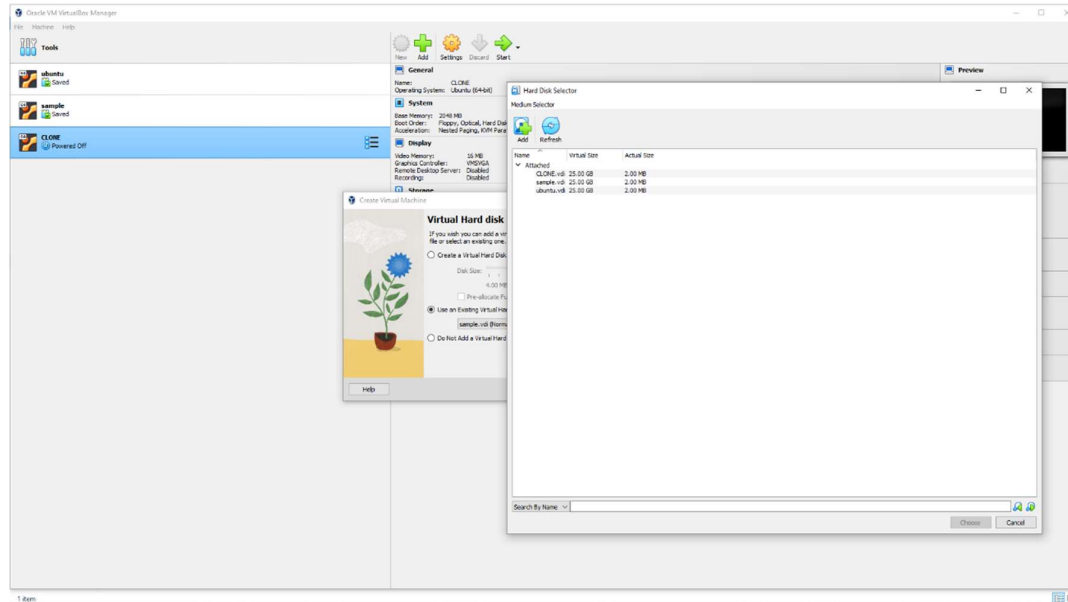 Oracle VM VirtualBox Manager
File Machine Help
Tools
New Add Settings Discard Start
ubuntu
Saved
sample
Saved
CLONE
Powered Off
General
Name: CLONE
Operating System: Ubuntu (64-bit)
System
Base Memory: 2048 MB
Boot Order: Floppy, Optical, Hard Disk
Acceleration: Nested Paging, KVM Para
Display
Video Memory: 16 MB
Graphics Controller: VMSVGA
Remote Desktop Server: Disabled
Recording: Disabled
Storage
Preview
Create Virtual Machine
Virtual Hard disk
If you wish you can add a vir
file or select an existing one.
Create a Virtual Hard Disk
Disk Size:
4.00 MB
Pre-allocate Fu
Use an Existing Virtual Ha
sample.vdi (Norma
Do Not Add a Virtual Hard
Help
Hard Disk Selector
Medium Selector
Add Refresh
Name Virtual Size Actual Size
Attached
CLONE.vdi 25.00 GB 2.00 MB
sample.vdi 25.00 GB 2.00 MB
ubuntu.vdi 25.00 GB 2.00 MB
Search By Name
Choose Cancel
1 item